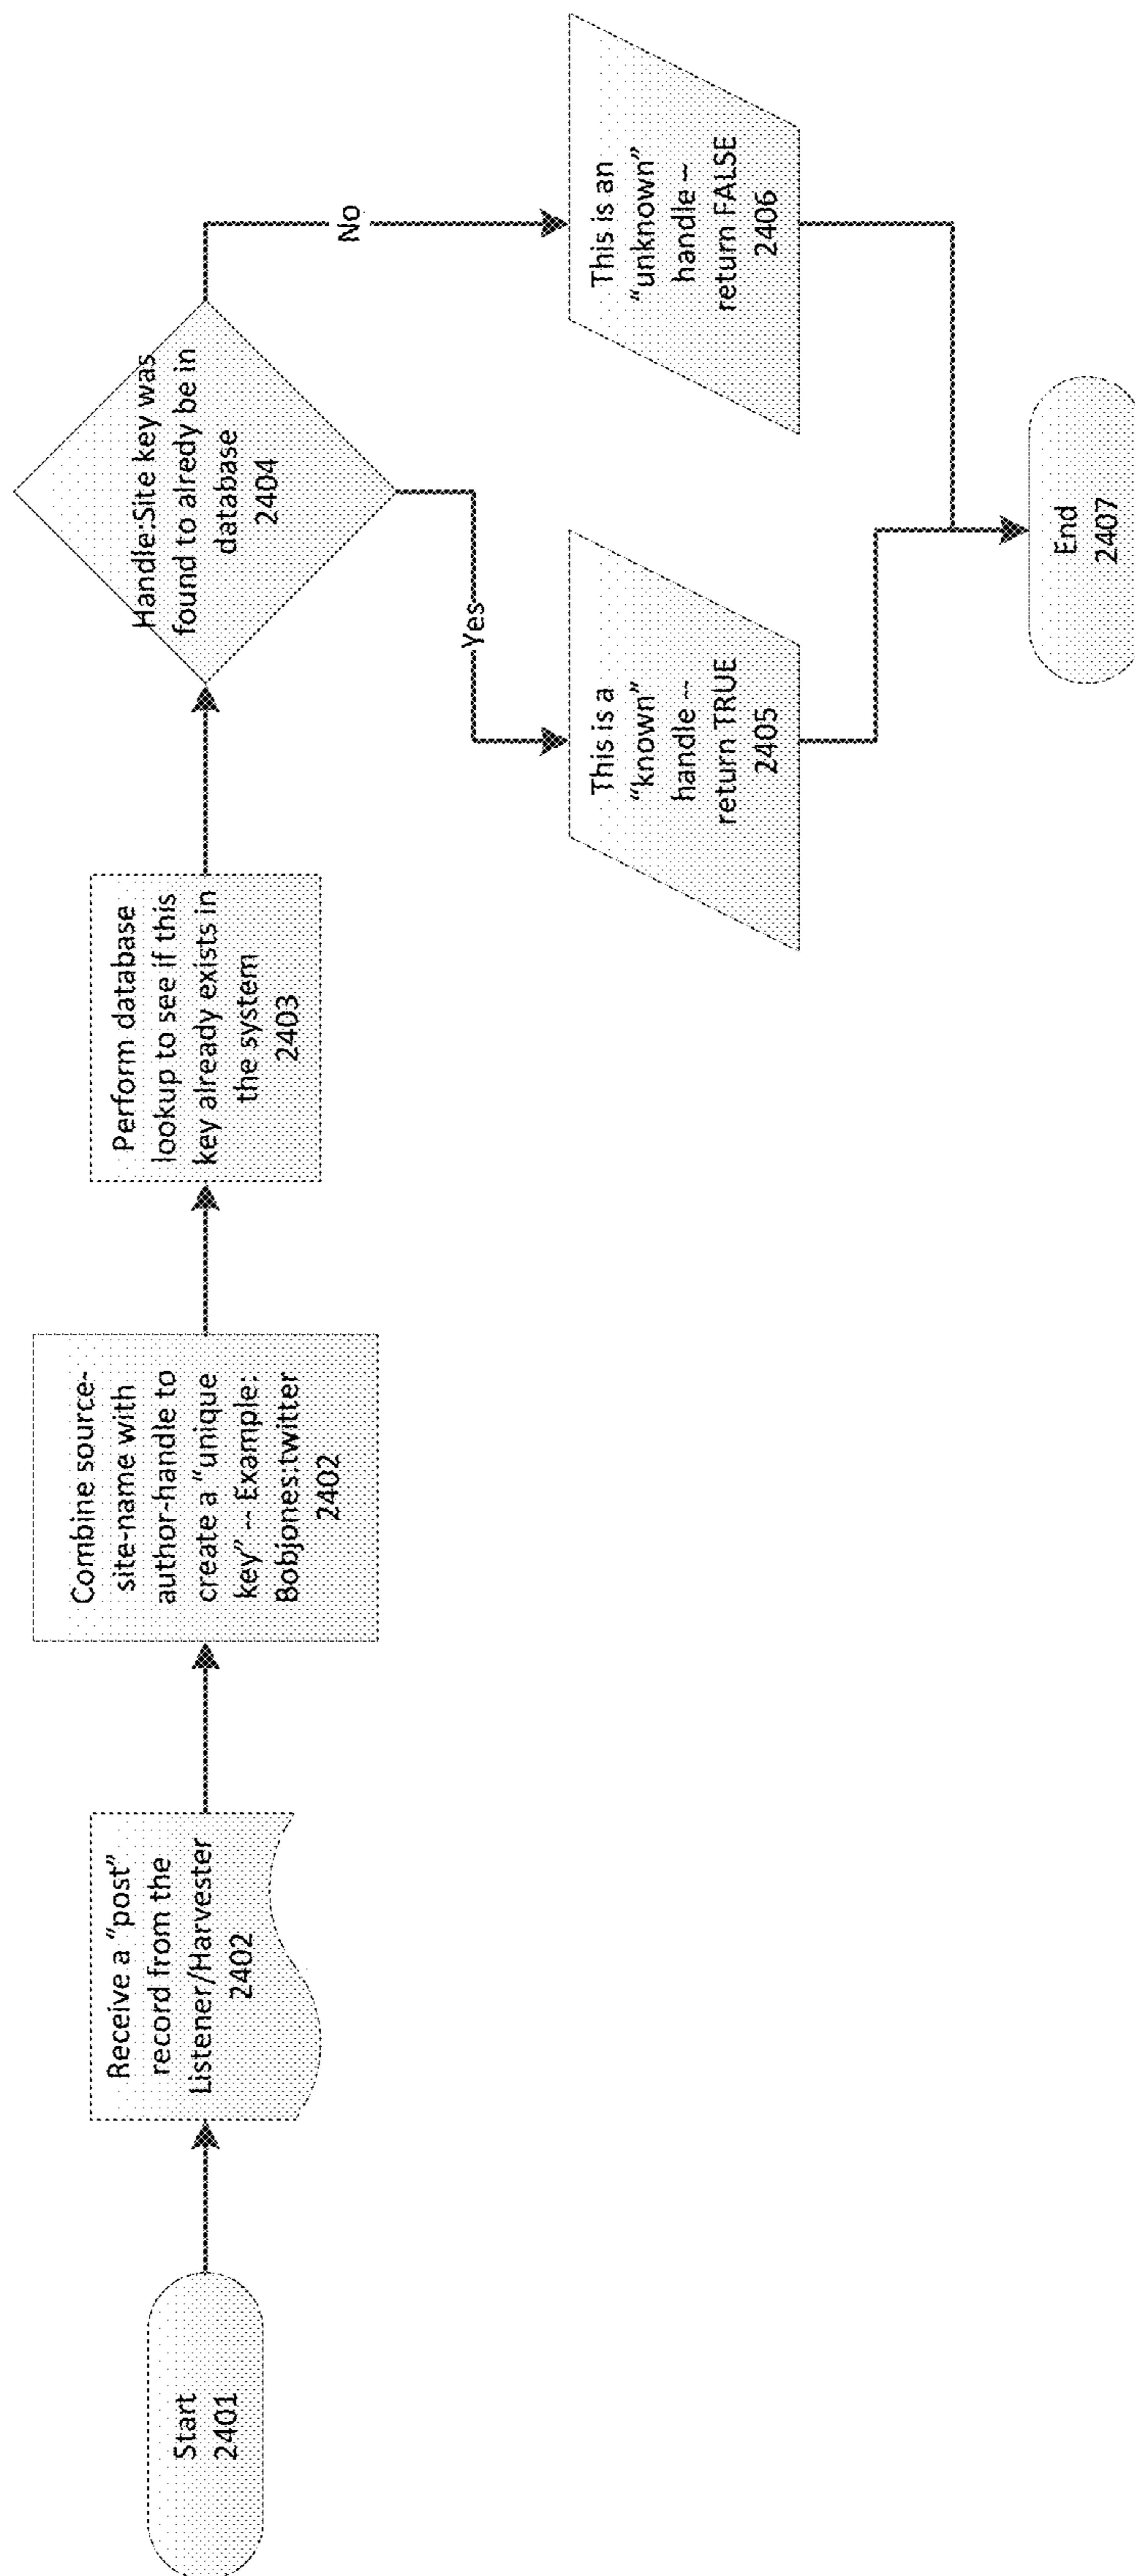 Start
2401
Receive a “post”
record from the
Listener/Harvester
2402
Combine source-
site-name with
author-handle to
create a “unique
key” -- Example:
Bobjones:twitter
2402
Perform database
lookup to see if this
key already exists in
the system
2403
Handle:Site key was
found to alredy be in
database
2404
Yes
No
This is a
“known”
handle --
return TRUE
2405
This is an
“unknown”
handle --
return FALSE
2406
End
2407